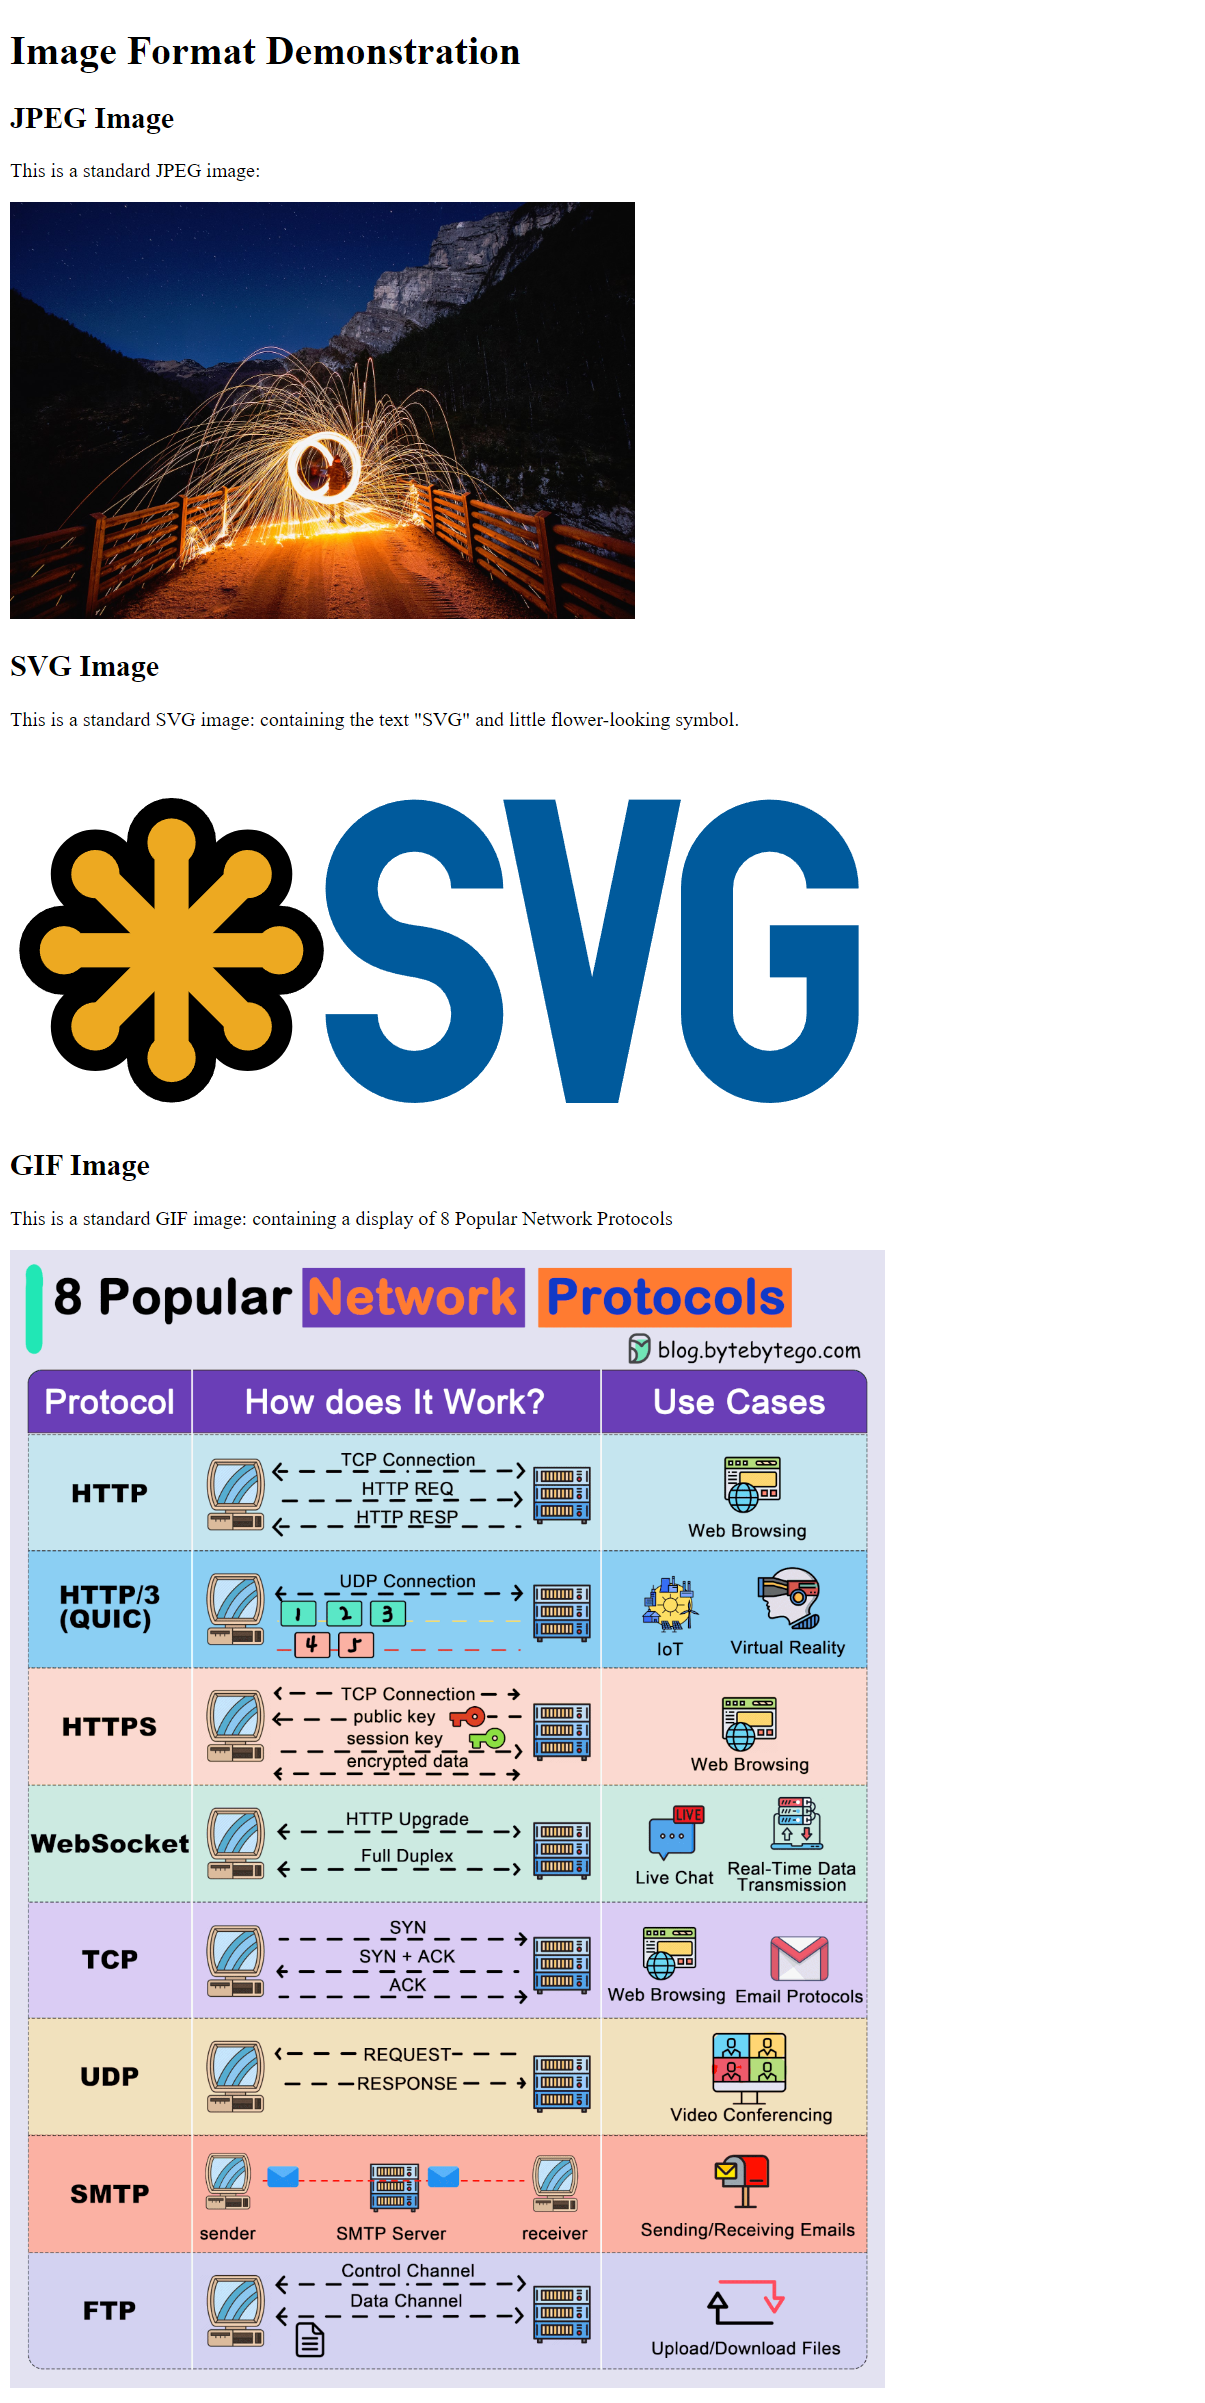 Image Format Demonstration
JPEG Image
This is a standard JPEG image:
SVG Image
This is a standard SVG image: containing the text "SVG" and little flower-looking symbol.
SVG
GIF Image
This is a standard GIF image: containing a display of 8 Popular Network Protocols
8 Popular Network Protocols
blog.bytebytego.com
Protocol How does It Work? Use Cases
HTTP
TCP Connection
HTTP REQ
HTTP RESP
Web Browsing
HTTP/3
(QUIC)
UDP Connection
1 2 3
4 5
IoT
Virtual Reality
HTTPS
TCP Connection
public key
session key
encrypted data
Web Browsing
WebSocket
HTTP Upgrade
Full Duplex
LIVE
Live Chat
Real-Time Data
Transmission
TCP
SYN
SYN + ACK
ACK
Web Browsing
Email Protocols
UDP
REQUEST
RESPONSE
Video Conferencing
SMTP
sender
SMTP Server
receiver
Sending/Receiving Emails
FTP
Control Channel
Data Channel
Upload/Download Files